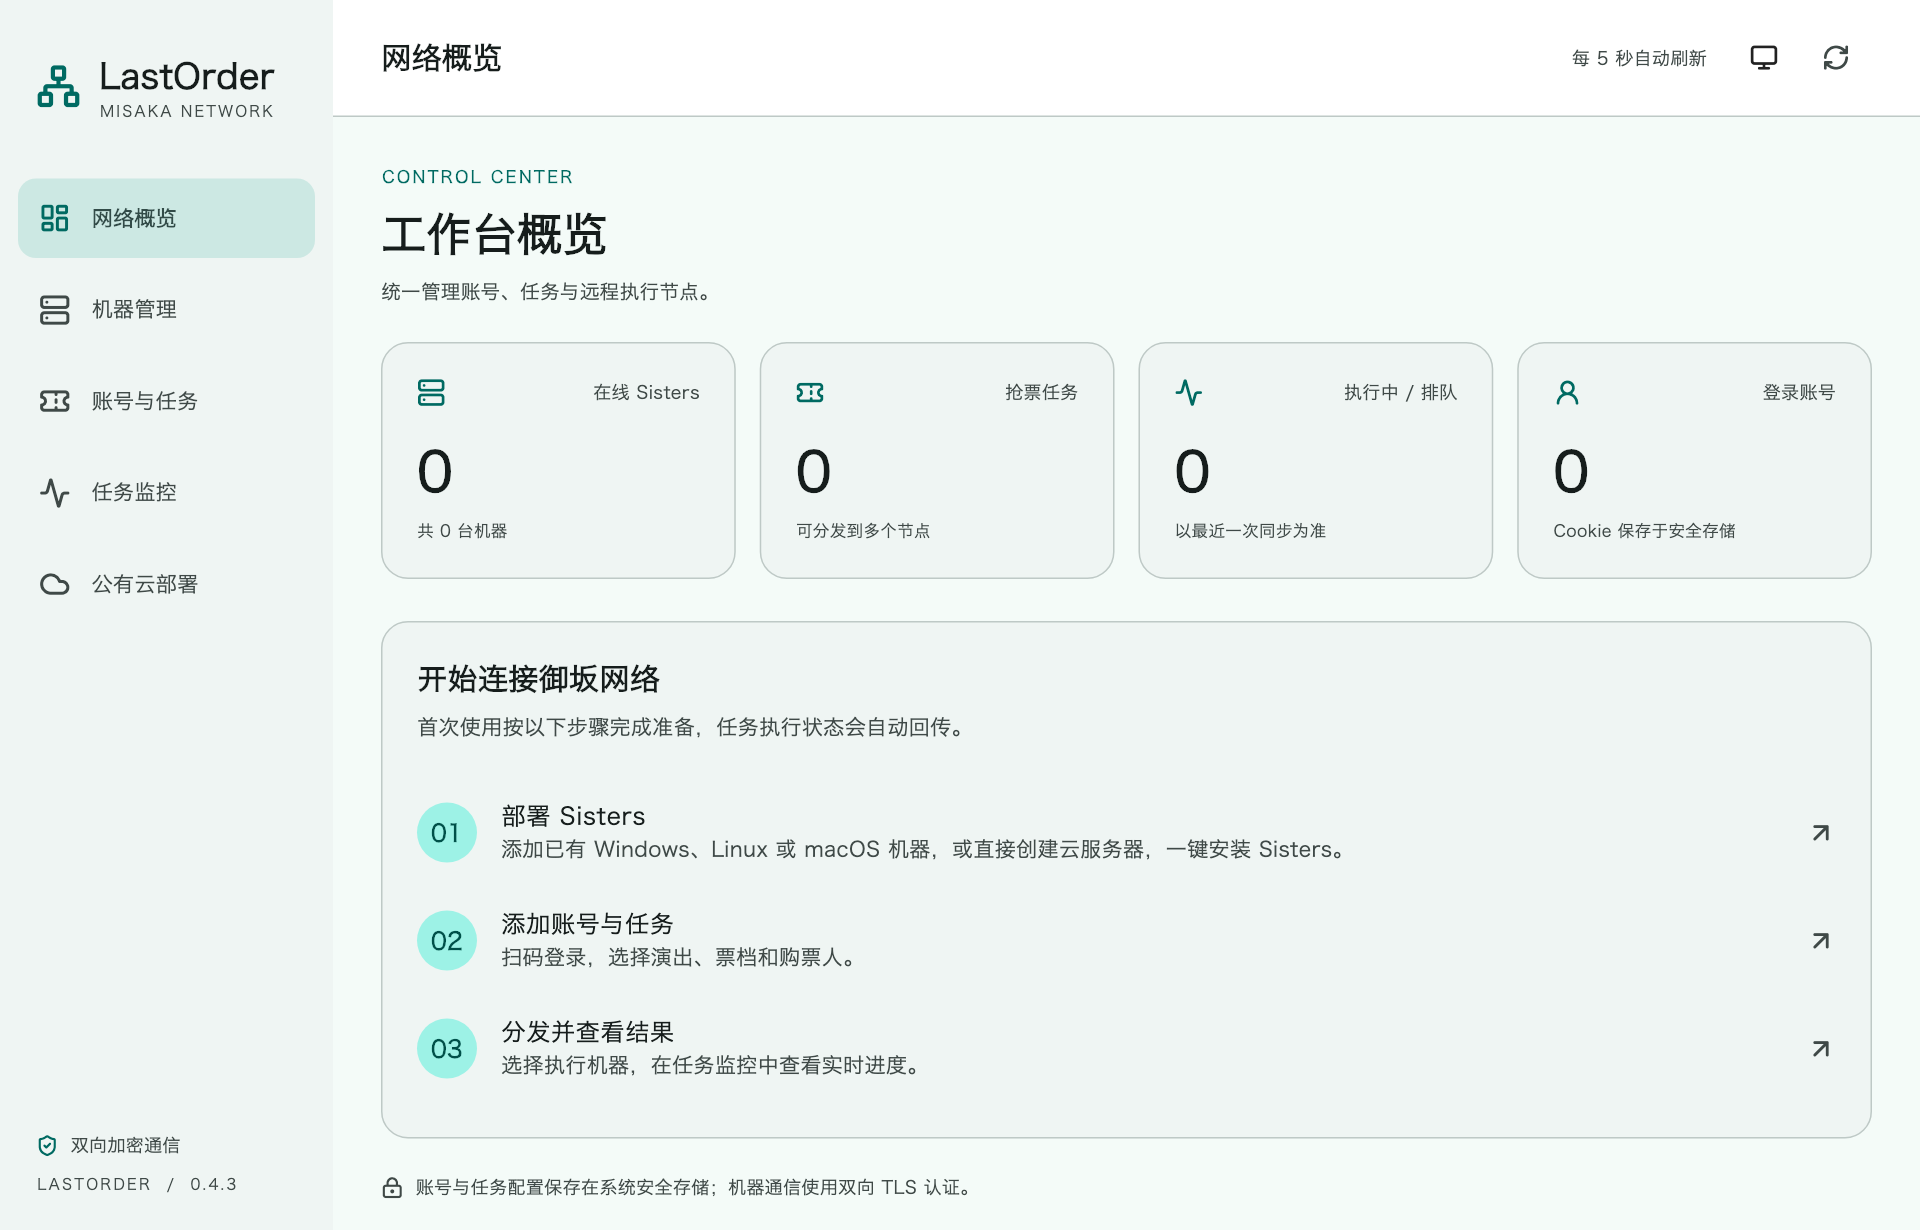 LastOrder
MISAKA NETWORK
网络概览
机器管理
账号与任务
任务监控
公有云部署
双向加密通信
LASTORDER / 0.4.3
网络概览
每 5 秒自动刷新
CONTROL CENTER
工作台概览
统一管理账号、任务与远程执行节点。
在线 Sisters
0
共 0 台机器
抢票任务
0
可分发到多个节点
执行中 / 排队
0
以最近一次同步为准
登录账号
0
Cookie 保存于安全存储
开始连接御坂网络
首次使用按以下步骤完成准备，任务执行状态会自动回传。
01
部署 Sisters
添加已有 Windows、Linux 或 macOS 机器，或直接创建云服务器，一键安装 Sisters。
02
添加账号与任务
扫码登录，选择演出、票档和购票人。
03
分发并查看结果
选择执行机器，在任务监控中查看实时进度。
账号与任务配置保存在系统安全存储；机器通信使用双向 TLS 认证。